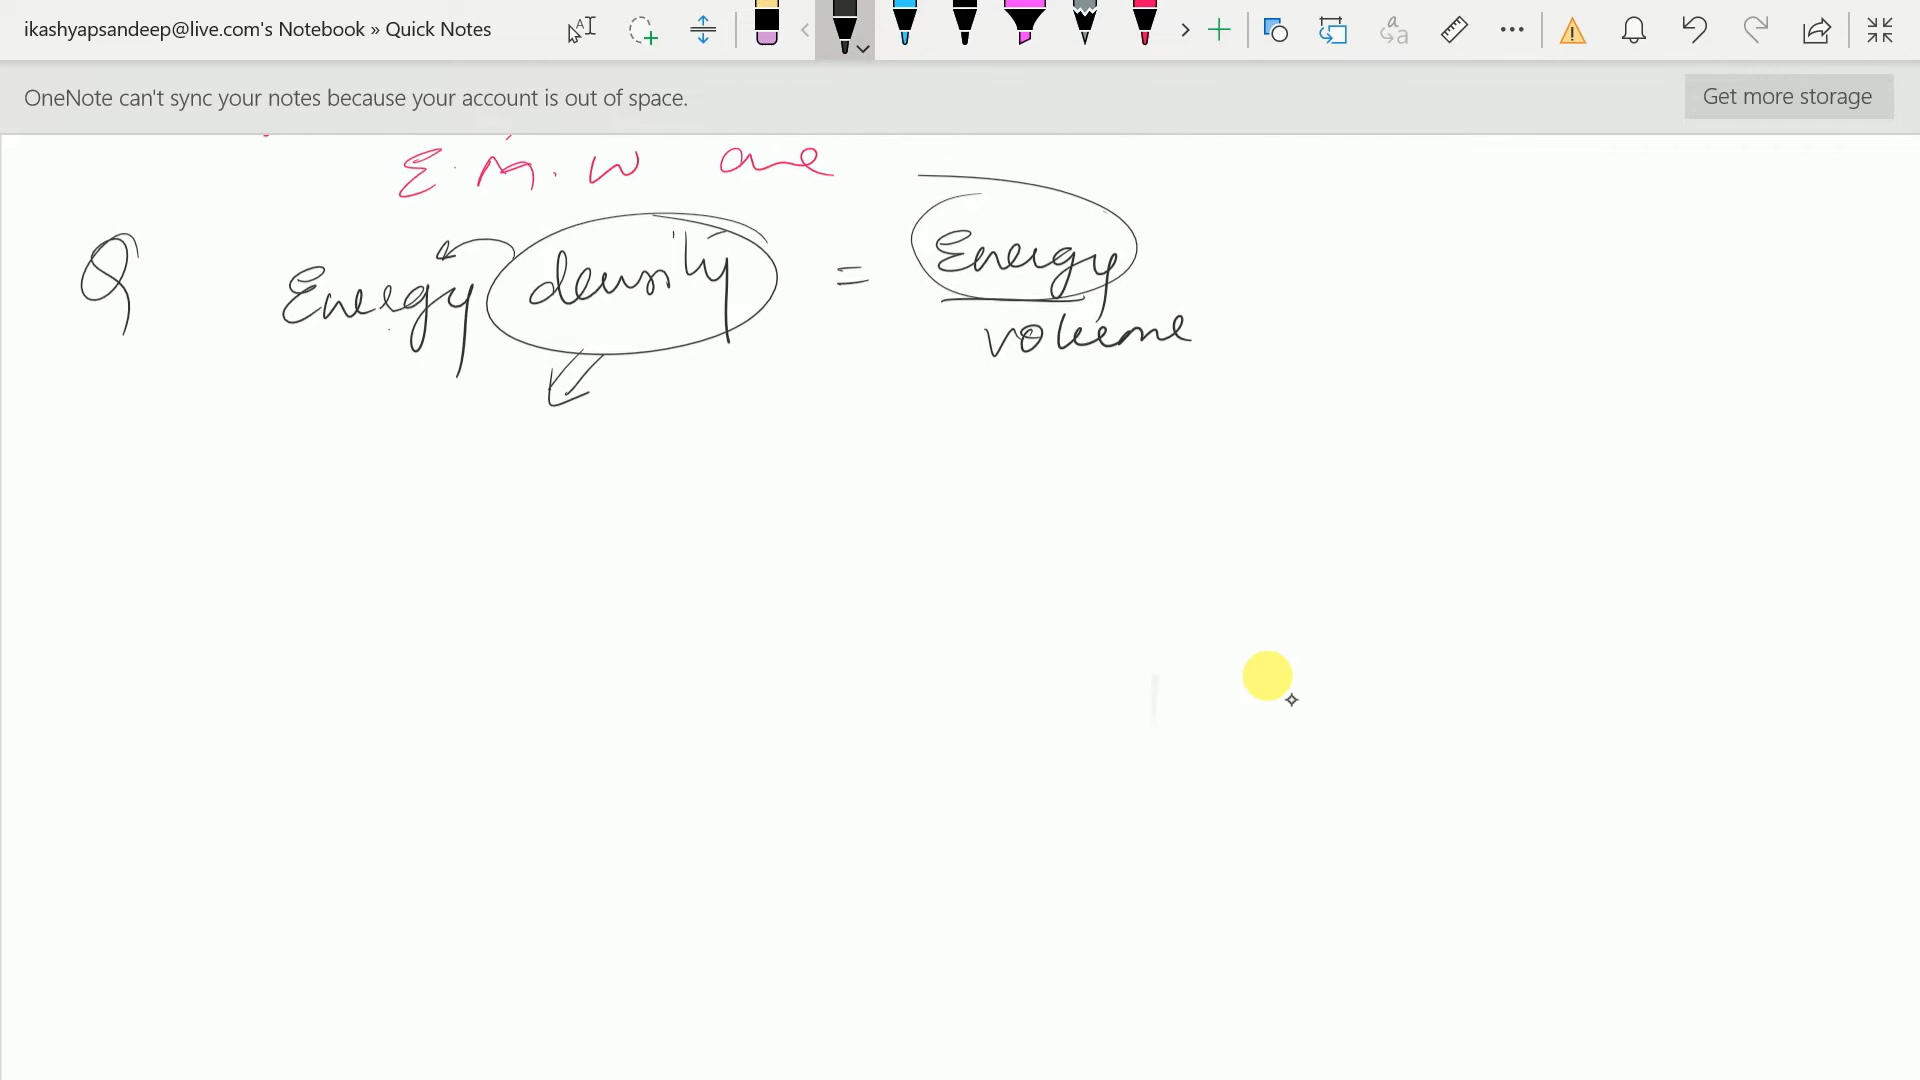 ikashyapsandeep@live.com's Notebook » Quick Notes
OneNote can't sync your notes because your account is out of space.
Get more storage
E.M.W are
Q Energy density = Energy
volume